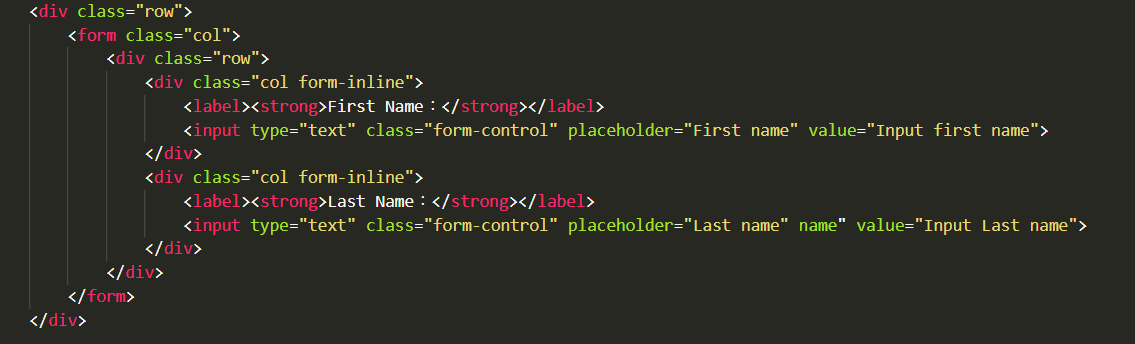 <div class="row">
<form class="col">
<div class="row">
<div class="col form-inline">
<label><strong>First Name：</strong></label>
<input type="text" class="form-control" placeholder="First name" value="Input first name">
</div>
<div class="col form-inline">
<label><strong>Last Name：</strong></label>
<input type="text" class="form-control" placeholder="Last name" name" value="Input Last name">
</div>
</div>
</form>
</div>